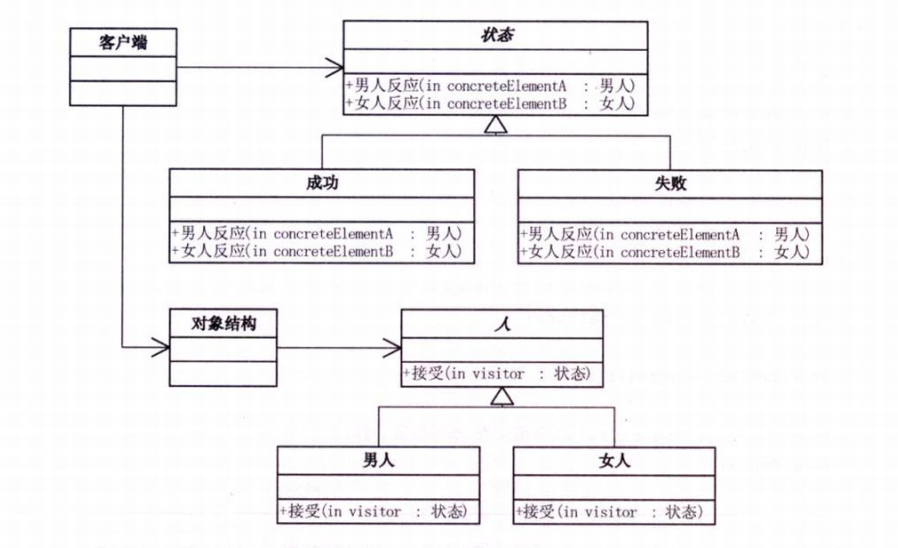 客户端
状态
+男人反应(in concreteElementA : 男人)
+女人反应(in concreteElementB : 女人)
成功
+男人反应(in concreteElementA : 男人)
+女人反应(in concreteElementB : 女人)
失败
+男人反应(in concreteElementA : 男人)
+女人反应(in concreteElementB : 女人)
对象结构
人
+接受(in visitor : 状态)
男人
+接受(in visitor : 状态)
女人
+接受(in visitor : 状态)